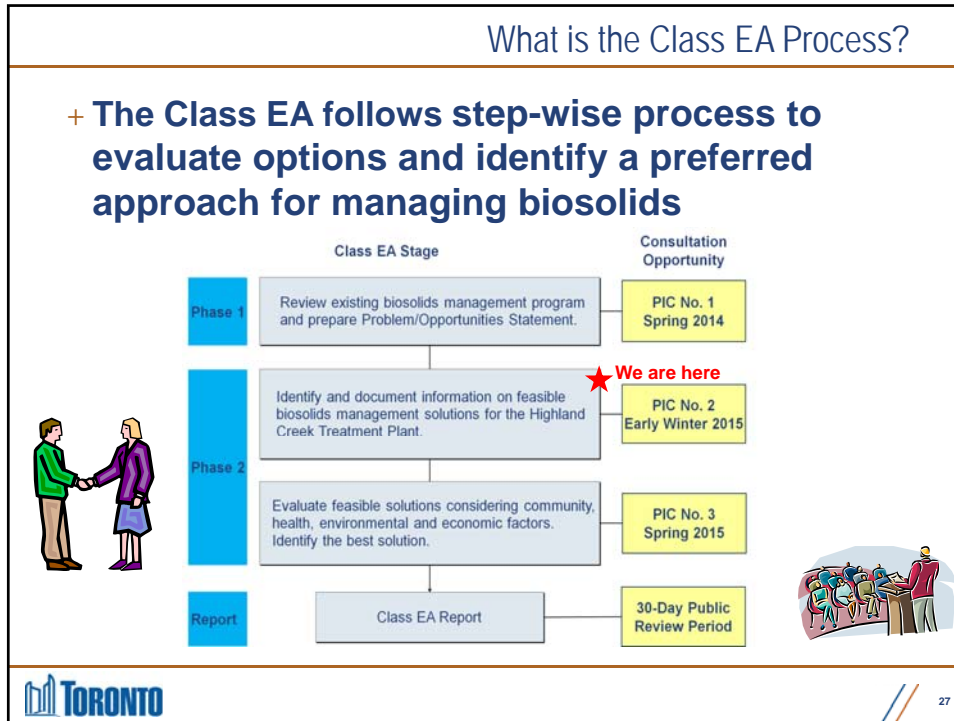 What is the Class EA Process?
+ The Class EA follows step-wise process to
evaluate options and identify a preferred
approach for managing biosolids
Class EA Stage
Consultation
Opportunity
Phase 1
Review existing biosolids management program
and prepare Problem/Opportunities Statement.
PIC No. 1
Spring 2014
We are here
Phase 2
Identify and document information on feasible
biosolids management solutions for the Highland
Creek Treatment Plant.
PIC No. 2
Early Winter 2015
Evaluate feasible solutions considering community,
health, environmental and economic factors.
Identify the best solution.
PIC No. 3
Spring 2015
Report
Class EA Report
30-Day Public
Review Period
TORONTO
27